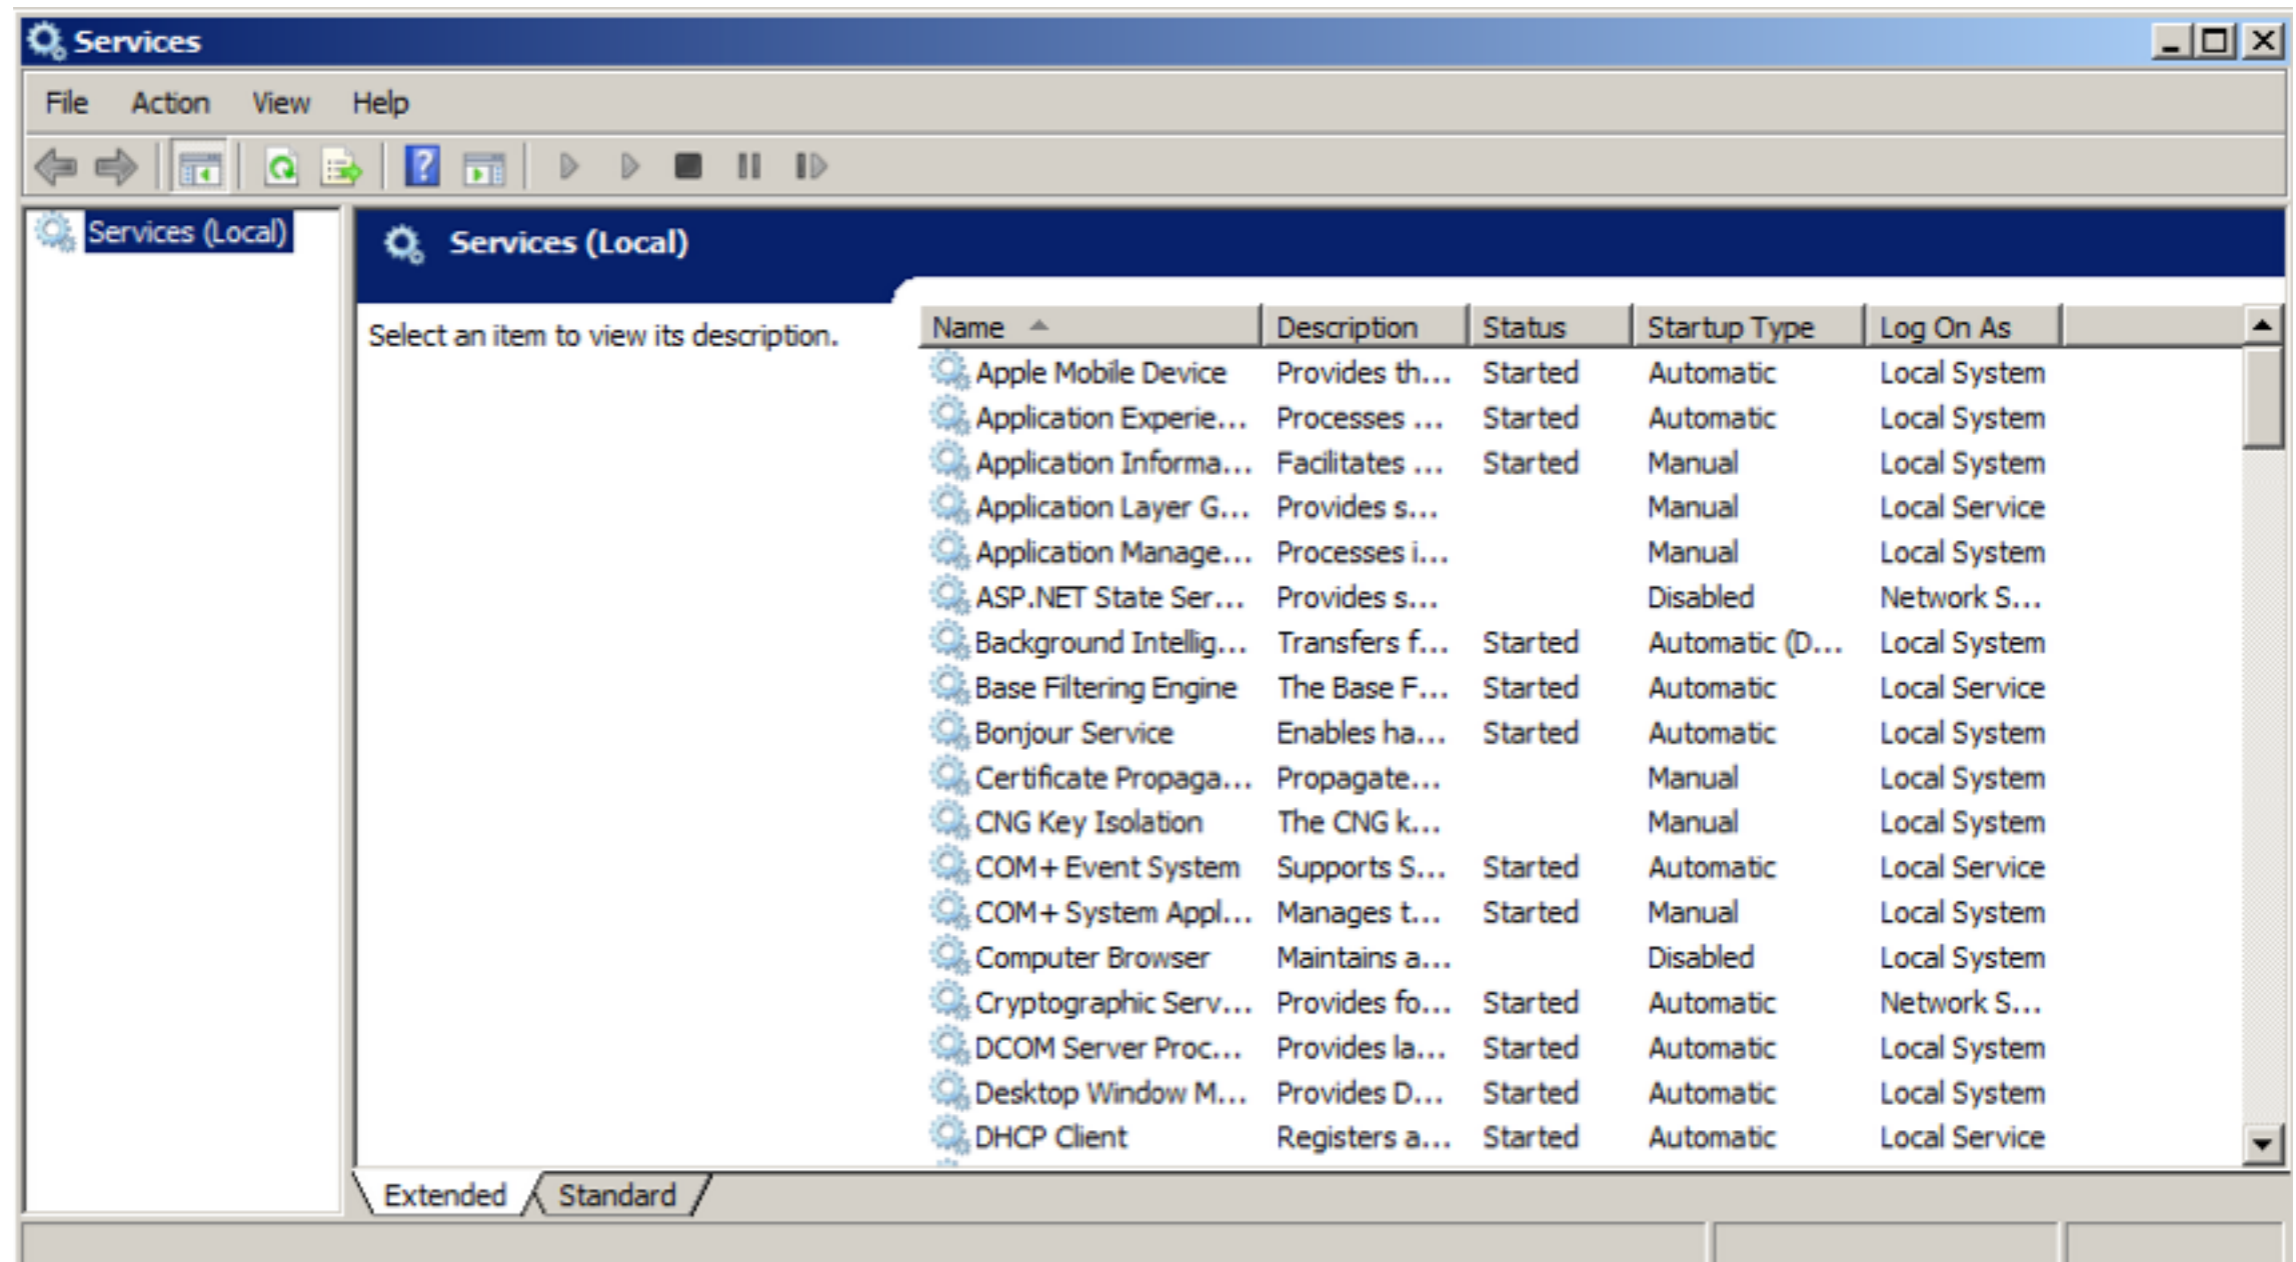 Services
File Action View Help
Services (Local)
Services (Local)
Select an item to view its description.
Name Description Status Startup Type Log On As
Apple Mobile Device Provides th... Started Automatic Local System
Application Experie... Processes ... Started Automatic Local System
Application Informa... Facilitates ... Started Manual Local System
Application Layer G... Provides s... Manual Local Service
Application Manage... Processes i... Manual Local System
ASP.NET State Ser... Provides s... Disabled Network S...
Background Intellig... Transfers f... Started Automatic (D... Local System
Base Filtering Engine The Base F... Started Automatic Local Service
Bonjour Service Enables ha... Started Automatic Local System
Certificate Propaga... Propagate... Manual Local System
CNG Key Isolation The CNG k... Manual Local System
COM+ Event System Supports S... Started Automatic Local Service
COM+ System Appl... Manages t... Started Manual Local System
Computer Browser Maintains a... Disabled Local System
Cryptographic Serv... Provides fo... Started Automatic Network S...
DCOM Server Proc... Provides la... Started Automatic Local System
Desktop Window M... Provides D... Started Automatic Local System
DHCP Client Registers a... Started Automatic Local Service
Extended Standard